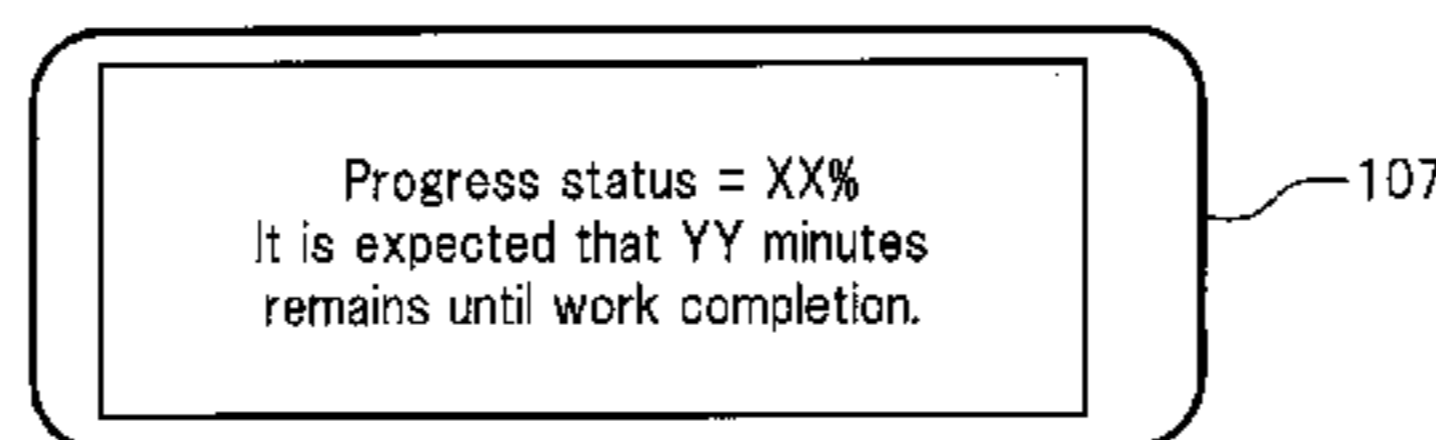 Progress status = XX%
It is expected that YY minutes
remains until work completion.
107